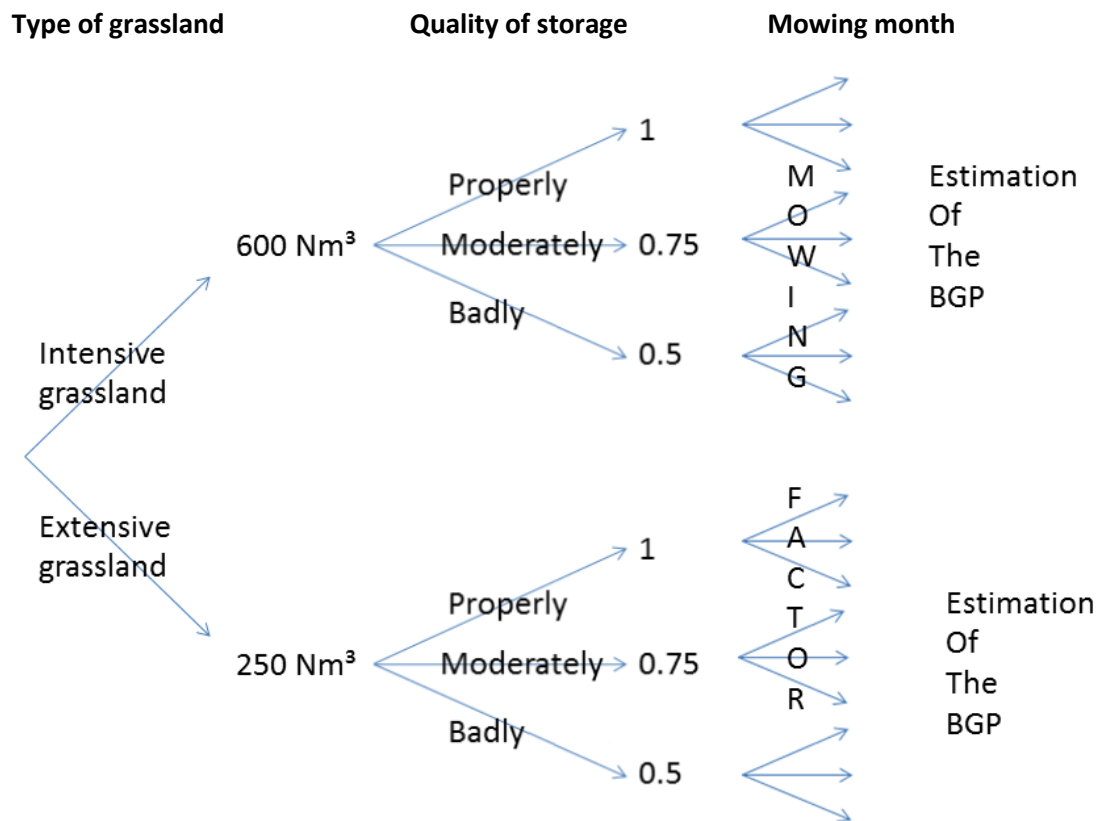 Type of grassland
Quality of storage
Mowing month
1
Properly
600 Nm³
Moderately
0.75
Badly
0.5
Intensive
grassland
M
O
W
I
N
G
Estimation
Of
The
BGP
Extensive
grassland
1
Properly
250 Nm³
Moderately
0.75
Badly
0.5
F
A
C
T
O
R
Estimation
Of
The
BGP